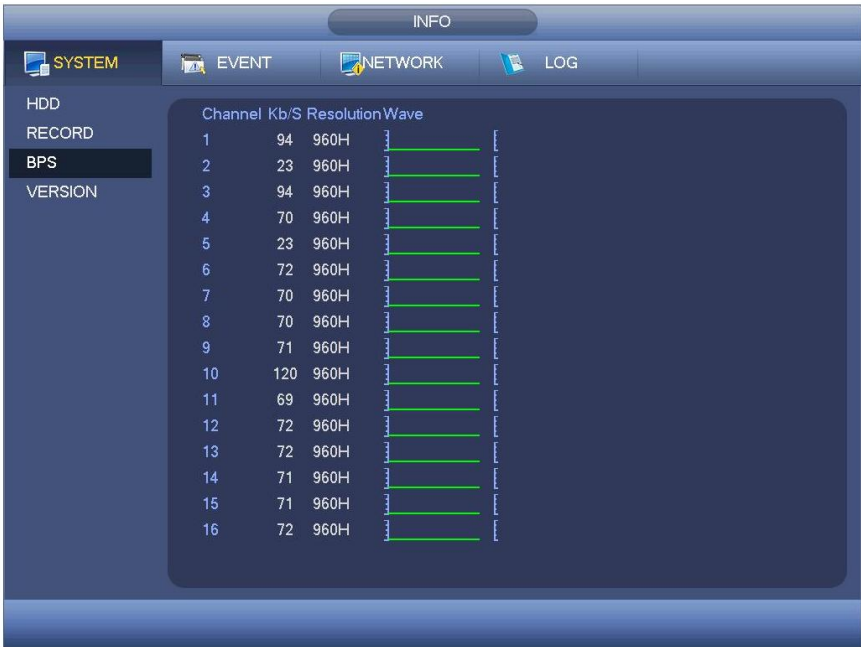 INFO
SYSTEM EVENT NETWORK LOG
HDD
RECORD
BPS
VERSION
Channel Kb/S Resolution Wave
1 94 960H
2 23 960H
3 94 960H
4 70 960H
5 23 960H
6 72 960H
7 70 960H
8 70 960H
9 71 960H
10 120 960H
11 69 960H
12 72 960H
13 72 960H
14 71 960H
15 71 960H
16 72 960H